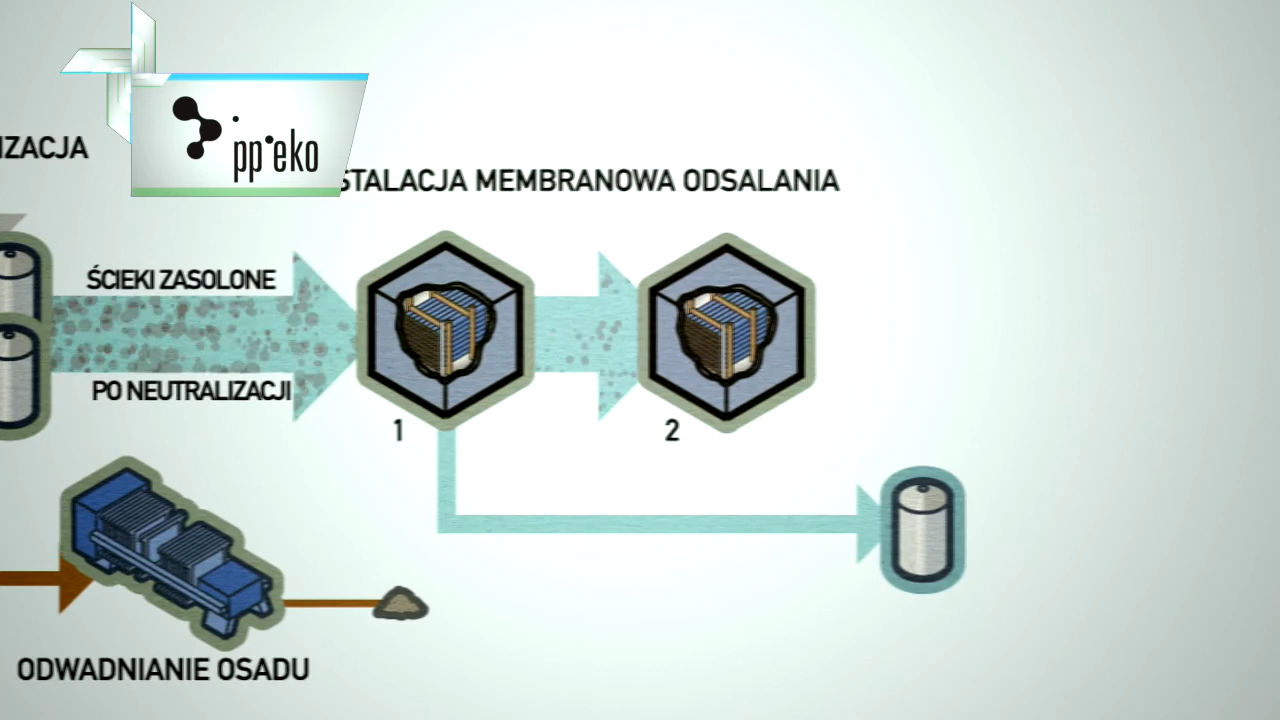 IZACJA
pp eko
STALACJA MEMBRANOWA ODSALANIA
ŚCIEKI ZASOLONE
PO NEUTRALIZACJI
1
2
ODWADNIANIE OSADU